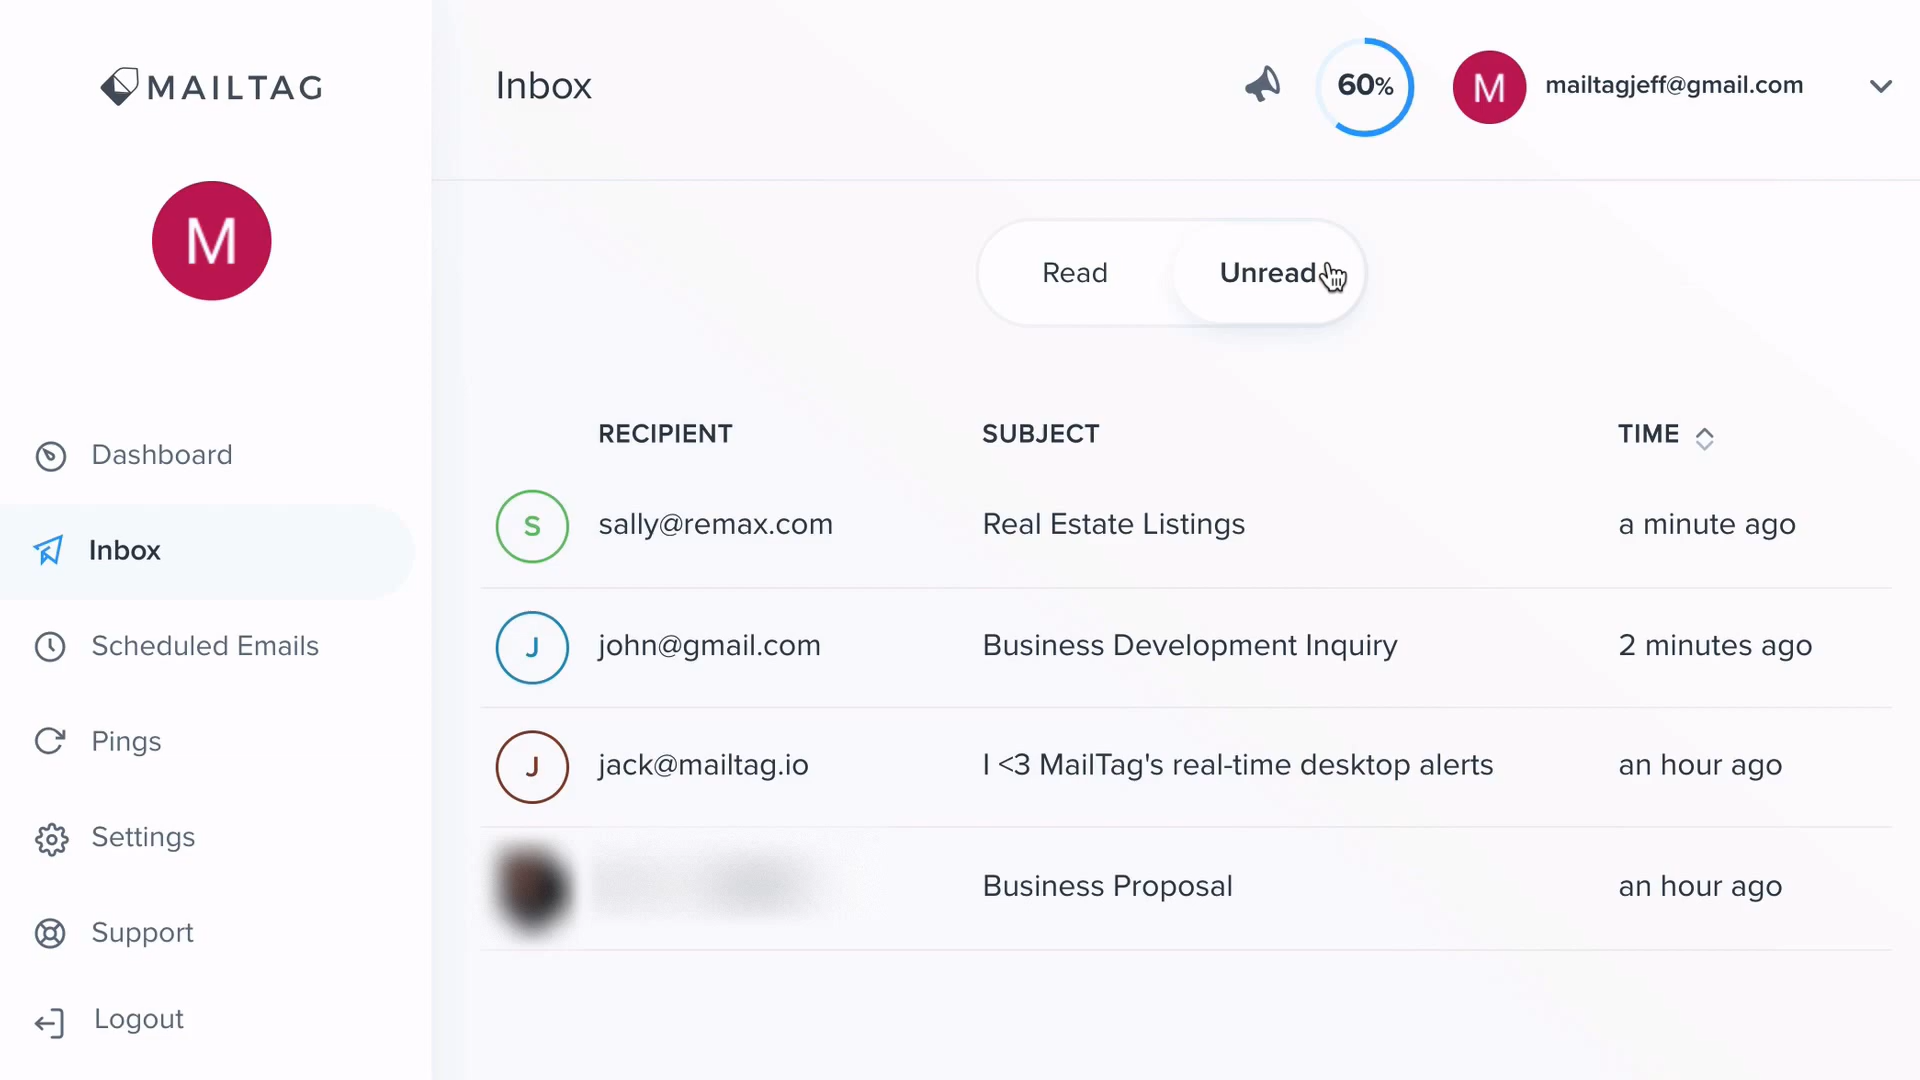 MAILTAG
M
Dashboard
Inbox
Scheduled Emails
Pings
Settings
Support
Logout
Inbox
60%
M
mailtagjeff@gmail.com
Read
Unread
RECIPIENT SUBJECT TIME
S sally@remax.com Real Estate Listings a minute ago
J john@gmail.com Business Development Inquiry 2 minutes ago
J jack@mailtag.io I <3 MailTag's real-time desktop alerts an hour ago
Business Proposal an hour ago